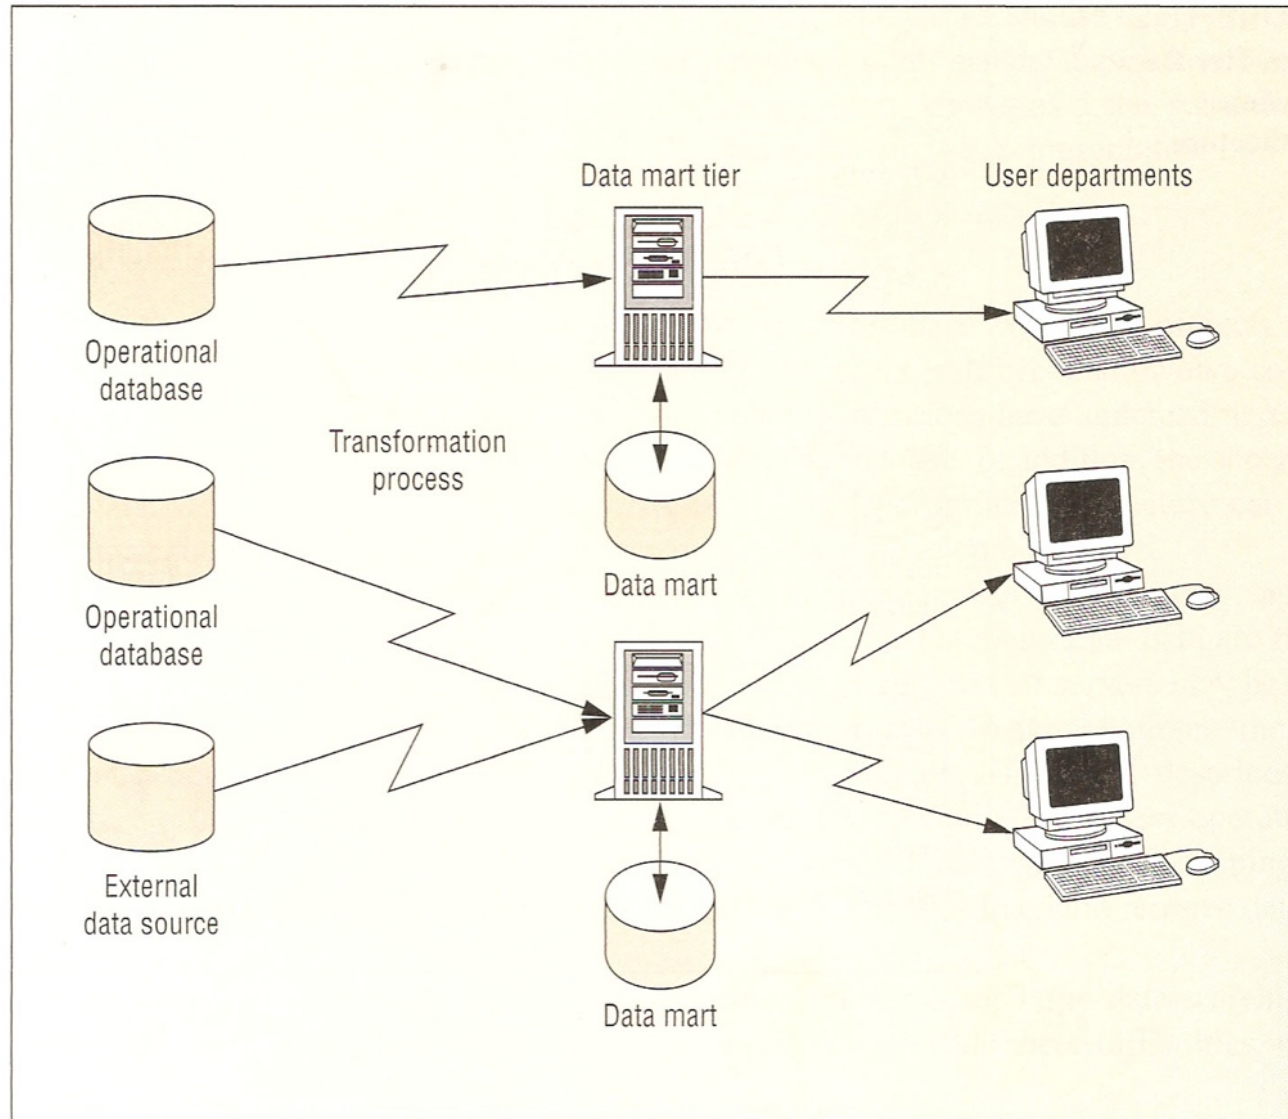 Data mart tier
User departments
Operational
database
Transformation
process
Data mart
Operational
database
External
data source
Data mart